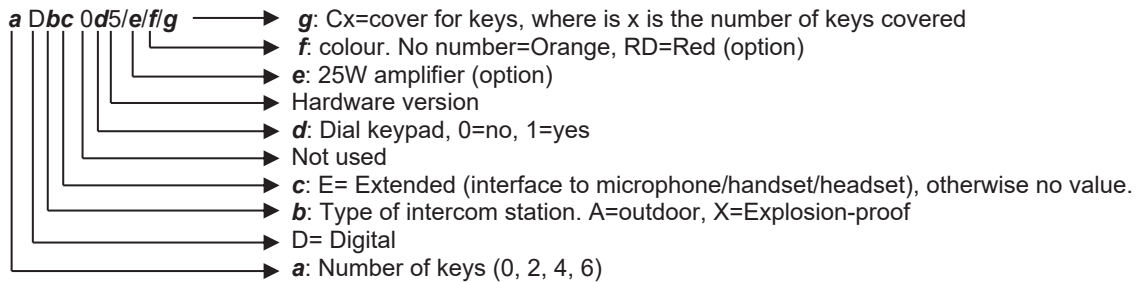 a Dbc 0d5/e/f/g g: Cx=cover for keys, where is x is the number of keys covered
f: colour. No number=Orange, RD=Red (option)
e: 25W amplifier (option)
Hardware version
d: Dial keypad, 0=no, 1=yes
Not used
c: E= Extended (interface to microphone/handset/headset), otherwise no value.
b: Type of intercom station. A=outdoor, X=Explosion-proof
D= Digital
a: Number of keys (0, 2, 4, 6)